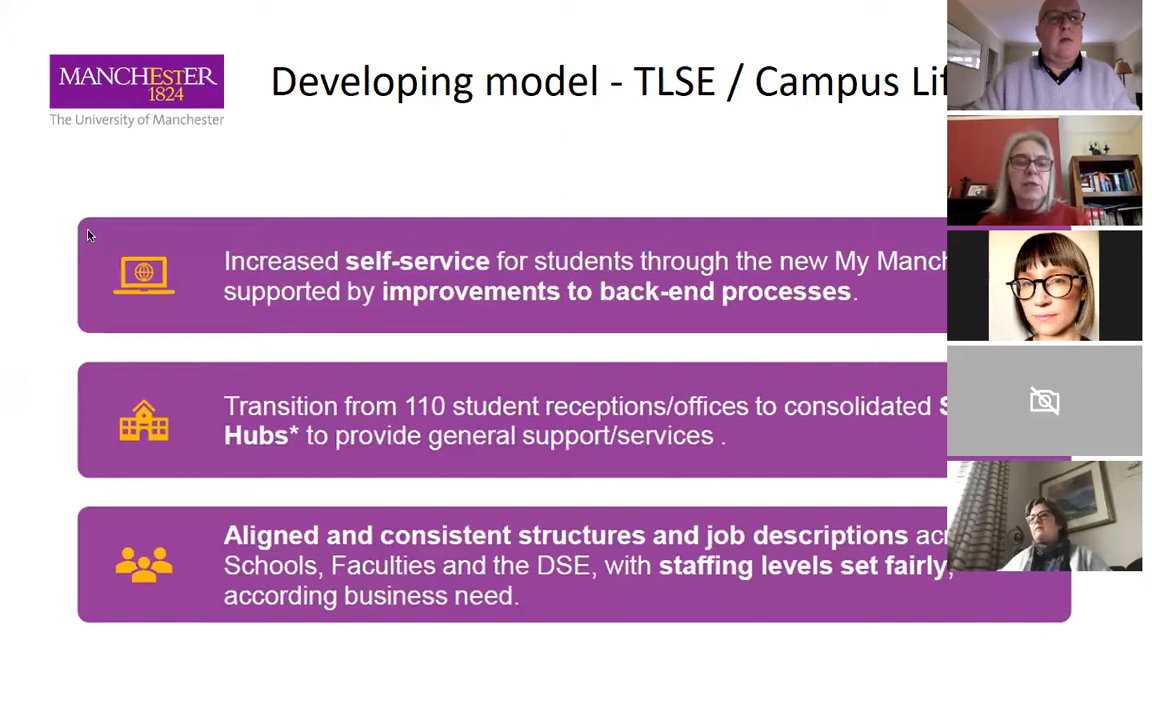 MANCHESTER
1824
The University of Manchester
Developing model - TLSE / Campus
Increased self-service for students through the new My
supported by improvements to back-end processes.
Transition from 110 student receptions/offices to consolidated
Hubs* to provide general support/services .
Aligned and consistent structures and job descriptions
Schools, Faculties and the DSE, with staffing levels set fairly,
according business need.